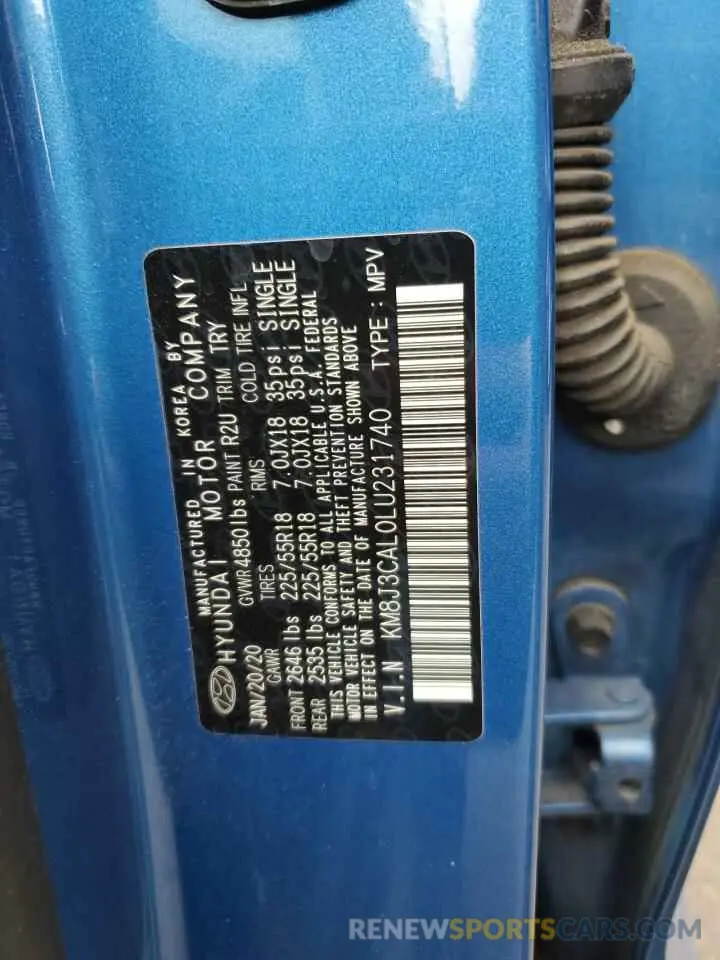 MANUFACTURED IN KOREA BY
HYUNDAI MOTOR COMPANY
JAN/20/20 GVWR 4850lbs PAINT R2U TRIM TRY
GAWR TIRES RIMS COLD TIRE INFL
FRONT 2646 lbs 225/55R18 7.0JX18 35psi SINGLE
REAR 2535 lbs 225/55R18 7.0JX18 35psi SINGLE
THIS VEHICLE CONFORMS TO ALL APPLICABLE U.S.A. FEDERAL
MOTOR VEHICLE SAFETY AND THEFT PREVENTION STANDARDS
IN EFFECT ON THE DATE OF MANUFACTURE SHOWN ABOVE
V.I.N KM8J3CAL0LU231740 TYPE : MPV
RENEWSPORTSCARS.COM